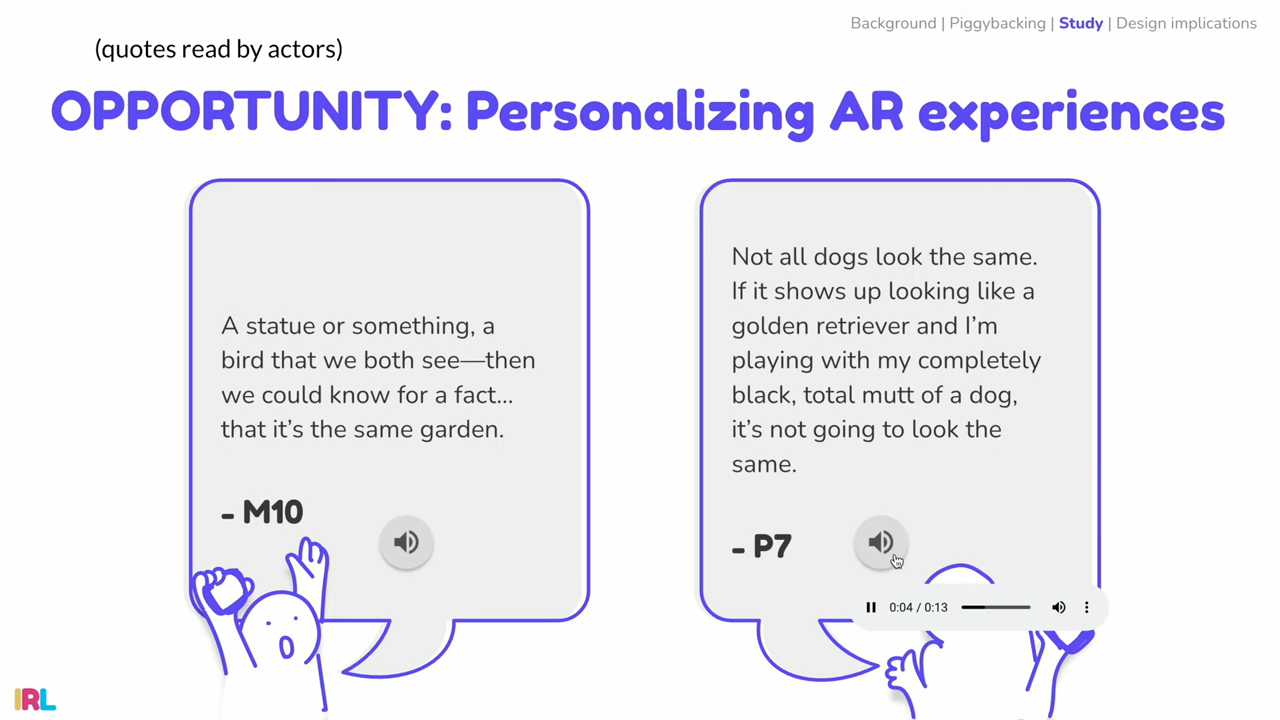 Background | Piggybacking | Study | Design implications
(quotes read by actors)
OPPORTUNITY: Personalizing AR experiences
A statue or something, a
bird that we both see—then
we could know for a fact...
that it's the same garden.
- M10
Not all dogs look the same.
If it shows up looking like a
golden retriever and I'm
playing with my completely
black, total mutt of a dog,
it's not going to look the
same.
- P7
0:04 / 0:13
IRL